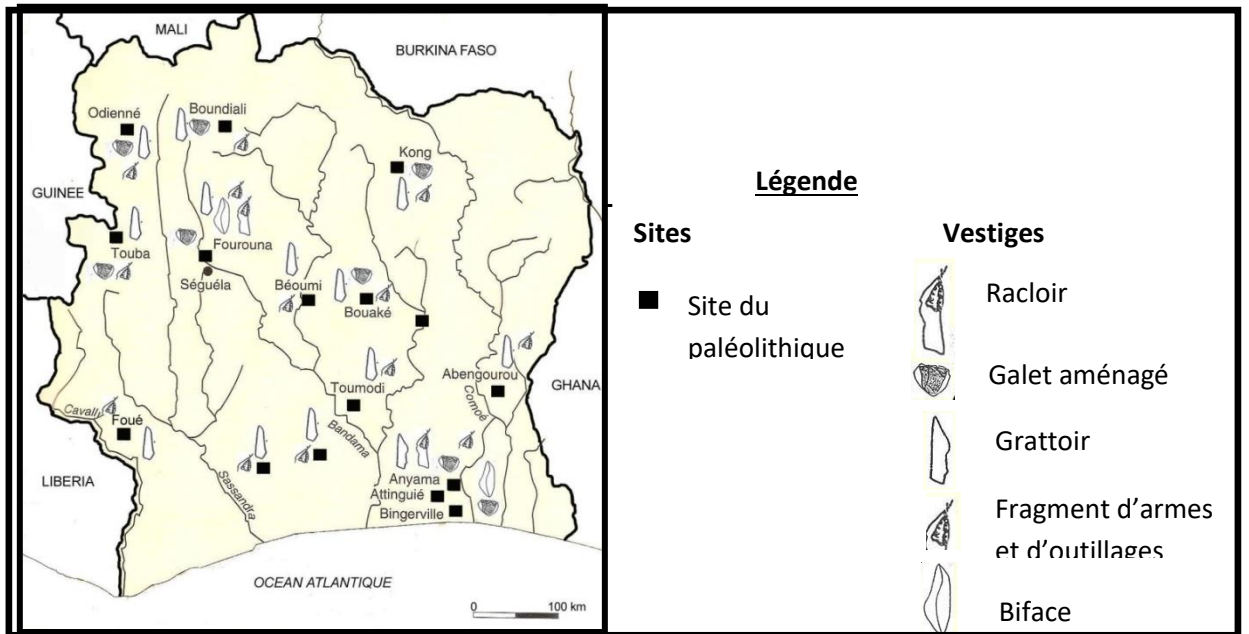 MALI
BURKINA FASO
Odienné
Boundiali
Kong
GUINEE
Touba
Fourouna
Séguéla
Béoumi
Bouaké
Toumodi
Abengourou
GHANA
Comoé
Cavally
Foué
Bandama
LIBERIA
Sassandra
Anyama
Attinguié
Bingerville
OCEAN ATLANTIQUE
0 100 km
Légende
Sites
Vestiges
Site du
paléolithique
Racloir
Galet aménagé
Grattoir
Fragment d’armes
et d’outillages
Biface